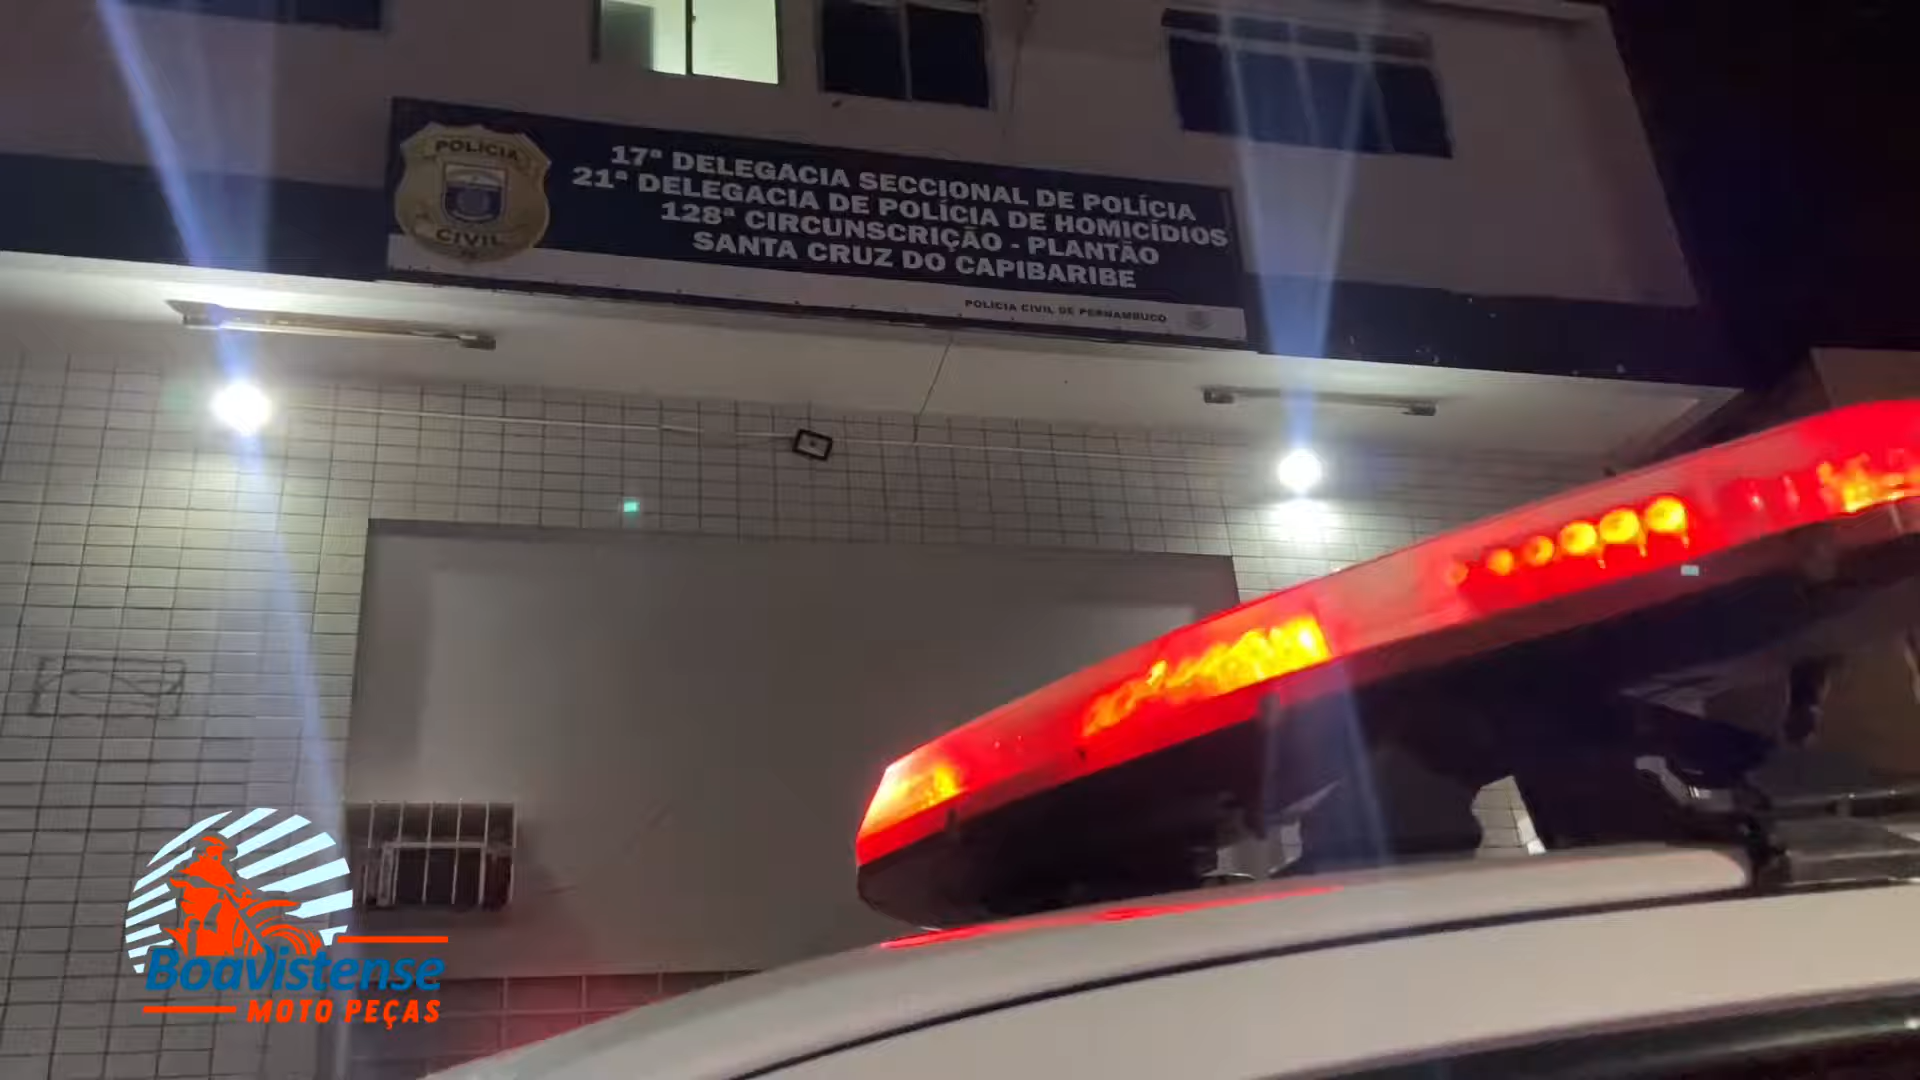 POLÍCIA
CIVIL
17ª DELEGACIA SECCIONAL DE POLÍCIA
21ª DELEGACIA DE POLÍCIA DE HOMICÍDIOS
128ª CIRCUNSCRIÇÃO - PLANTÃO
SANTA CRUZ DO CAPIBARIBE
POLÍCIA CIVIL DE PERNAMBUCO
BoaVistense
MOTO PEÇAS